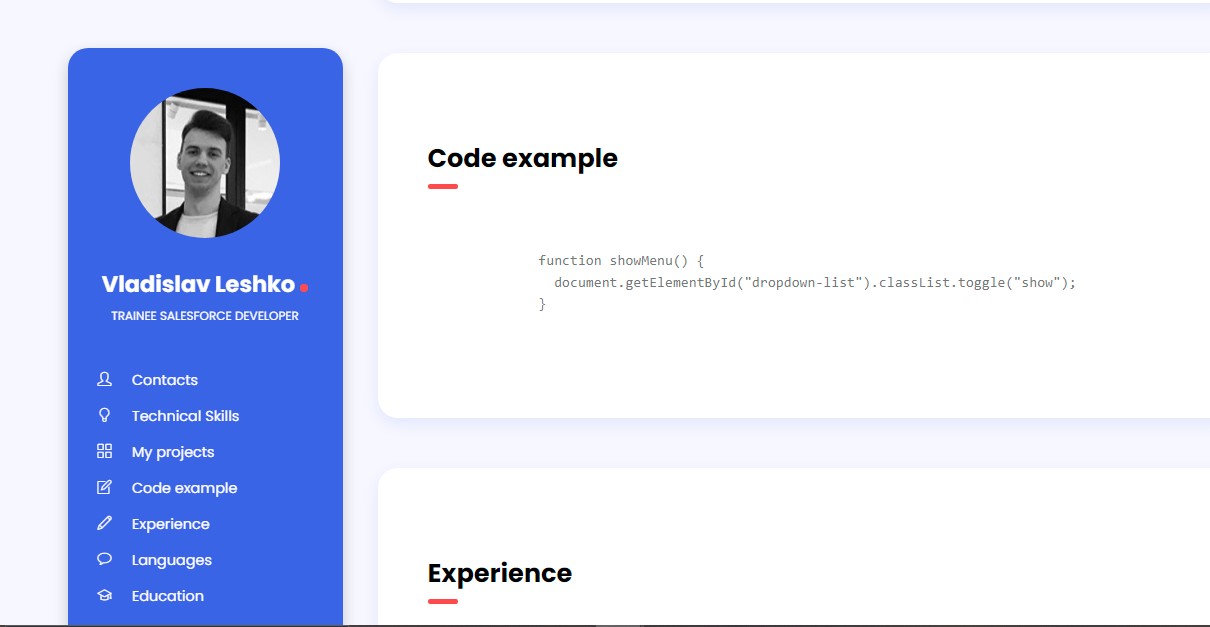 Vladislav Leshko
TRAINEE SALESFORCE DEVELOPER
Contacts
Technical Skills
My projects
Code example
Experience
Languages
Education
Code example
function showMenu() {
  document.getElementById("dropdown-list").classList.toggle("show");
}
Experience